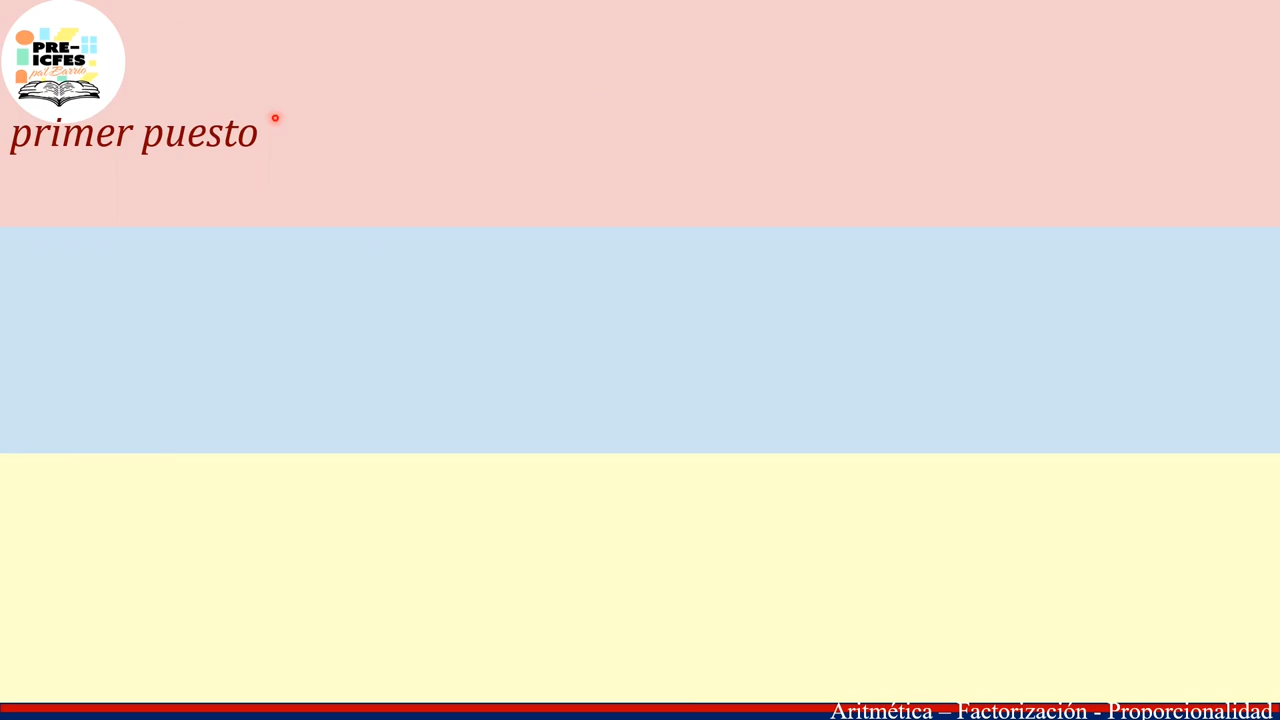 PRE-
ICFES
pal Barrio
primer puesto
Aritmética – Factorización - Proporcionalidad